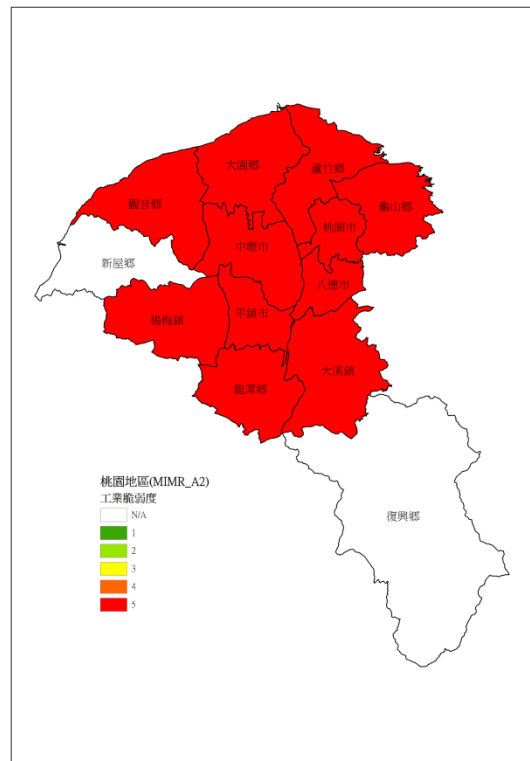 大園鄉
蘆竹鄉
觀音鄉
龜山鄉
桃園市
中壢市
新屋鄉
八德市
平鎮市
楊梅鎮
大溪鎮
龍潭鄉
復興鄉
桃園地區(MIMR_A2)
工業脆弱度
N/A
1
2
3
4
5